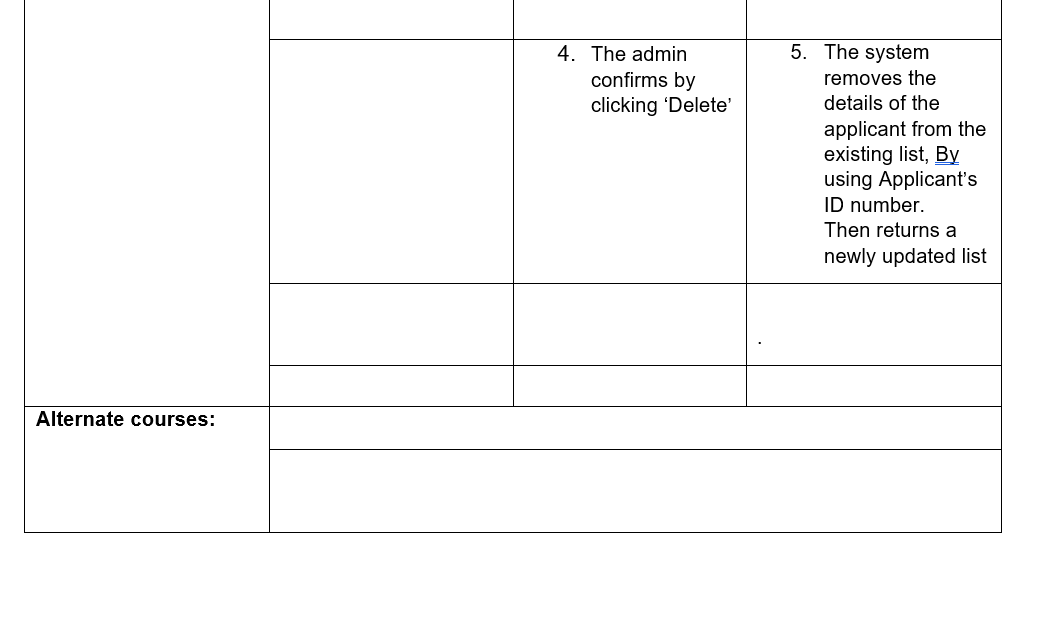 4. The admin
confirms by
clicking ‘Delete’
5. The system
removes the
details of the
applicant from the
existing list, By
using Applicant’s
ID number.
Then returns a
newly updated list
.
Alternate courses: